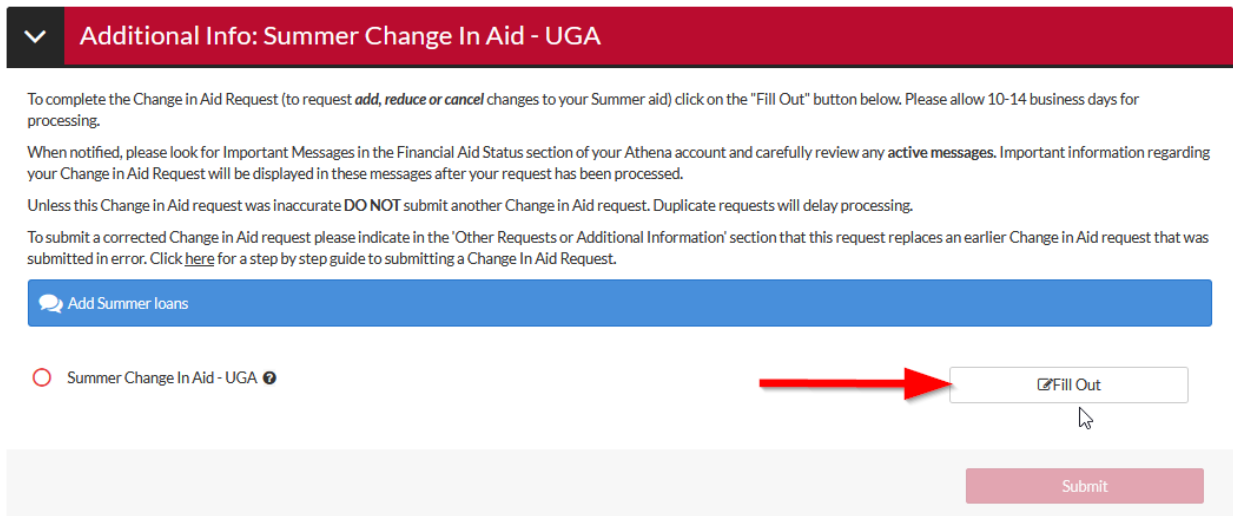 Additional Info: Summer Change In Aid - UGA
To complete the Change in Aid Request (to request add, reduce or cancel changes to your Summer aid) click on the "Fill Out" button below. Please allow 10-14 business days for
processing.
When notified, please look for Important Messages in the Financial Aid Status section of your Athena account and carefully review any active messages. Important information regarding
your Change in Aid Request will be displayed in these messages after your request has been processed.
Unless this Change in Aid request was inaccurate DO NOT submit another Change in Aid request. Duplicate requests will delay processing.
To submit a corrected Change in Aid request please indicate in the 'Other Requests or Additional Information' section that this request replaces an earlier Change in Aid request that was
submitted in error. Click here for a step by step guide to submitting a Change In Aid Request.
Add Summer loans
Summer Change In Aid - UGA
Fill Out
Submit